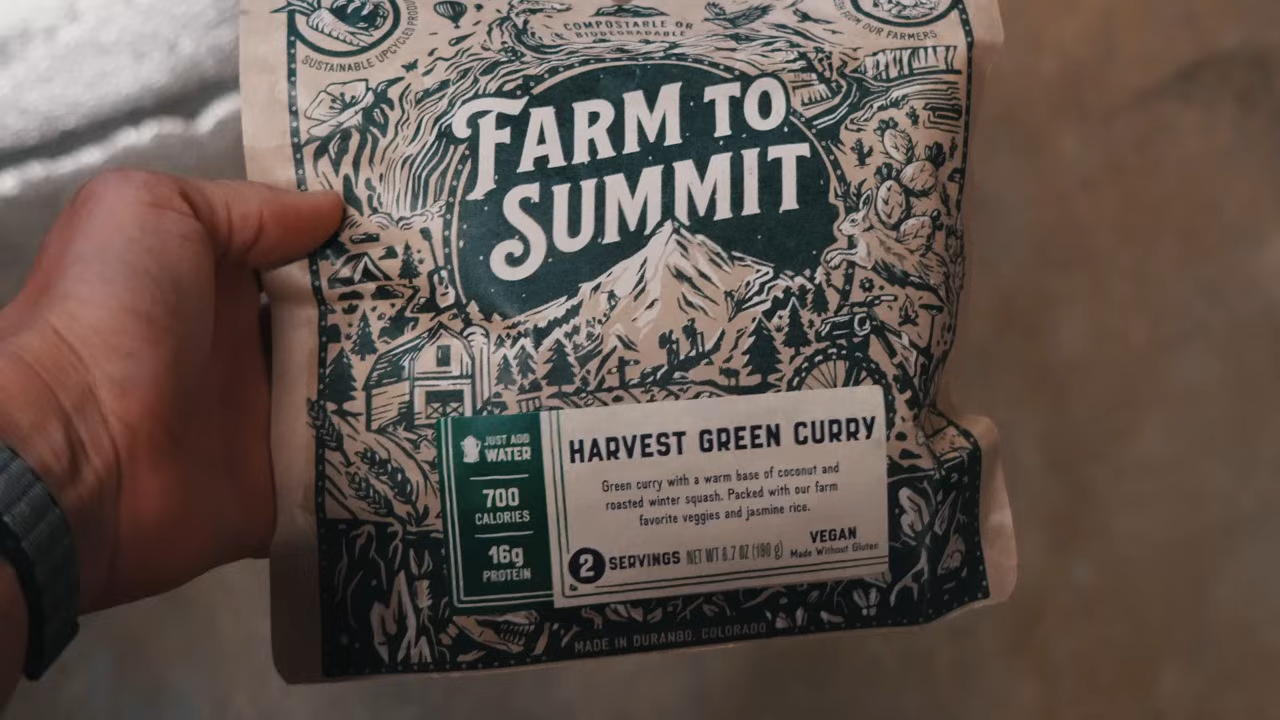 SUSTAINABLE UPCYCLED
COMPOSTABLE OR
BIODEGRADABLE
FROM OUR FARMERS
FARM TO
SUMMIT
JUST ADD
WATER
700
CALORIES
16g
PROTEIN
HARVEST GREEN CURRY
Green curry with a warm base of coconut and
roasted winter squash. Packed with our farm
favorite veggies and jasmine rice.
VEGAN
2 SERVINGS NET WT 6.7 OZ (190 g) Made Without Gluten
MADE IN DURANGO, COLORADO